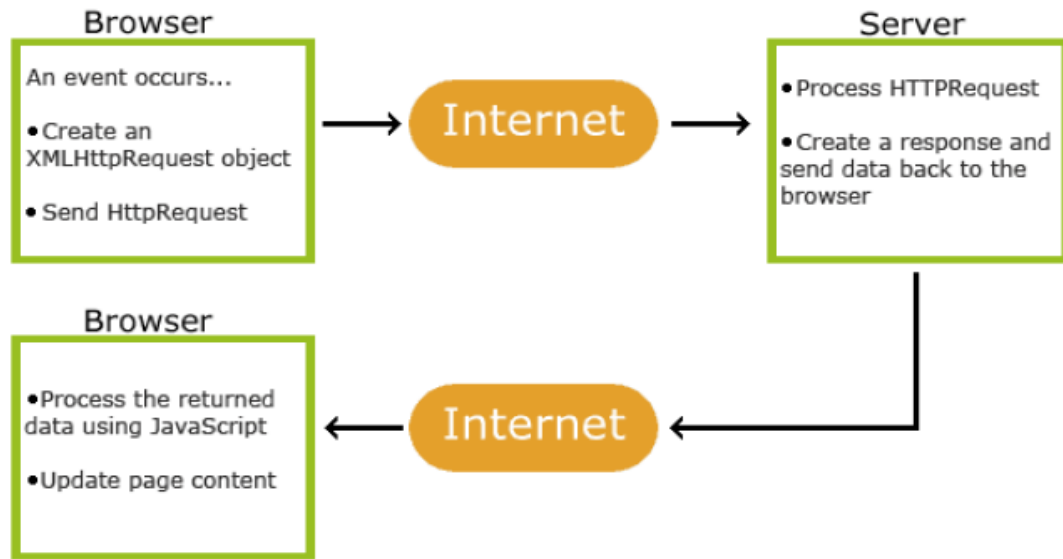 Browser
An event occurs...
•Create an
XMLHttpRequest object
•Send HttpRequest
Internet
Server
•Process HTTPRequest
•Create a response and
send data back to the
browser
Browser
•Process the returned
data using JavaScript
•Update page content
Internet